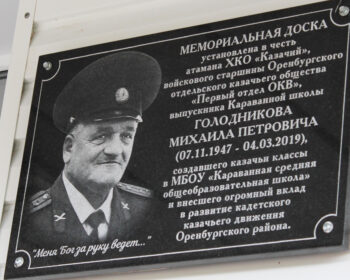 МЕМОРИАЛЬНАЯ ДОСКА
установлена в честь
атамана ХКО «Казачий»,
войскового старшины Оренбургского
отдельского казачьего общества
«Первый отдел ОКВ»,
выпускника Караванной школы
ГОЛОДНИКОВА
МИХАИЛА ПЕТРОВИЧА
(07.11.1947 - 04.03.2019),
создавшего казачьи классы
в МБОУ «Караванная средняя
общеобразовательная школа»
и внесшего огромный вклад
в развитие кадетского
казачьего движения
Оренбургского района.
"Меня Бог за руку ведет..."